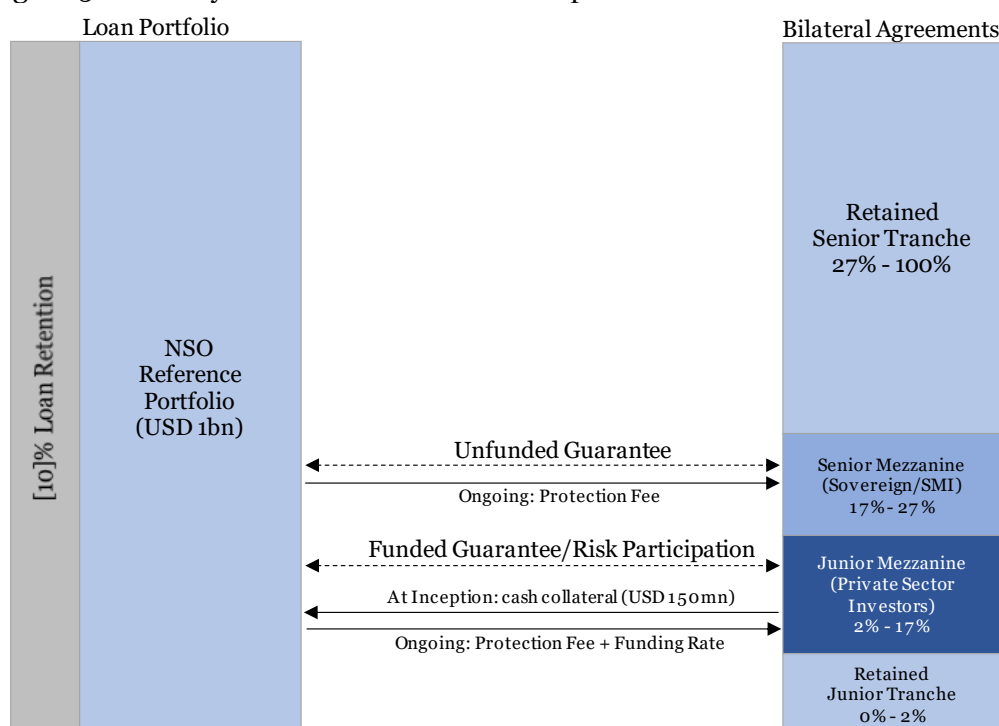 Loan Portfolio
Bilateral Agreements
[10]% Loan Retention
NSO
Reference
Portfolio
(USD 1bn)
Retained
Senior Tranche
27% - 100%
Unfunded Guarantee
Ongoing: Protection Fee
Senior Mezzanine
(Sovereign/SMI)
17% - 27%
Funded Guarantee/Risk Participation
At Inception: cash collateral (USD 150mn)
Ongoing: Protection Fee + Funding Rate
Junior Mezzanine
(Private Sector
Investors)
2% - 17%
Retained
Junior Tranche
0% - 2%